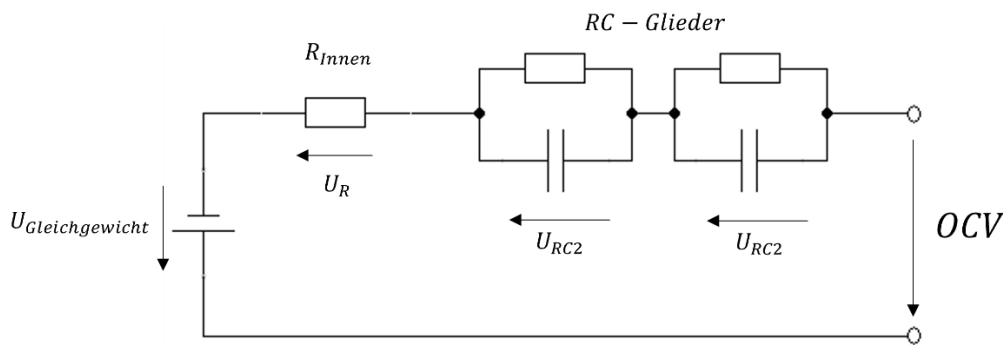 RC − Glieder
R_Innen
U_R
U_Gleichgewicht
U_RC2
U_RC2
OCV